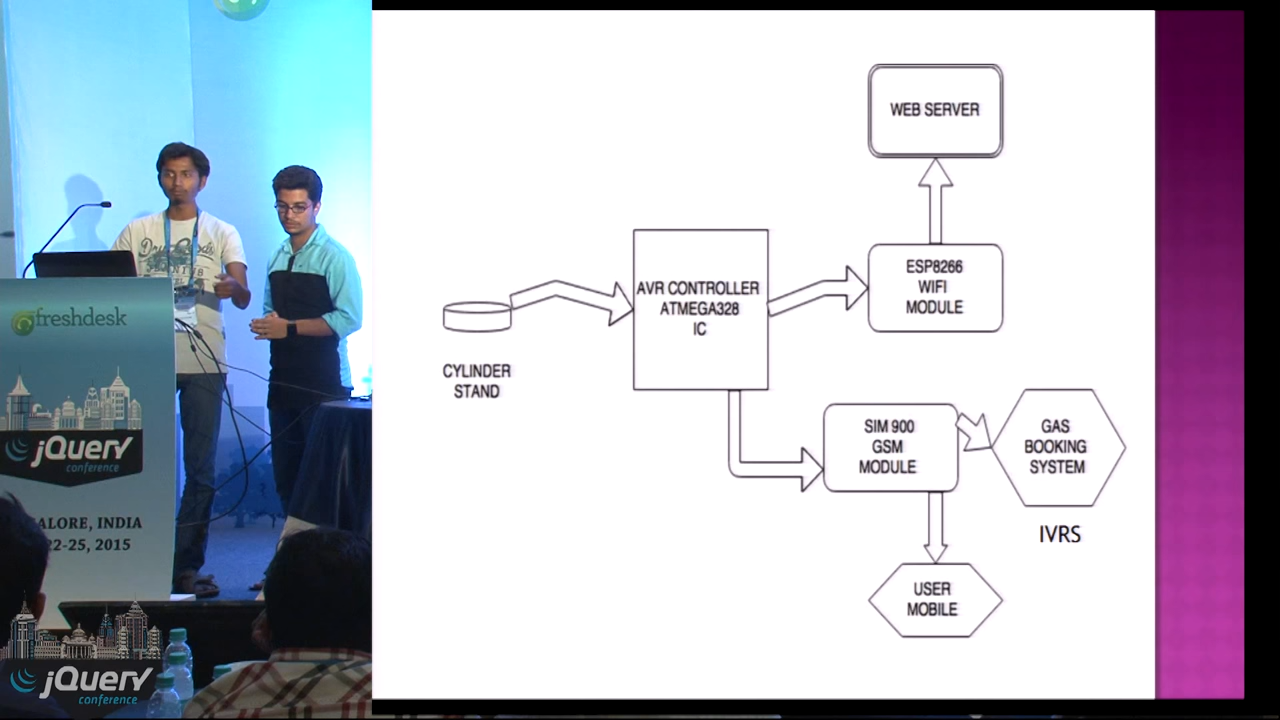 freshdesk
jQuery
conference
ALORE, INDIA
22-25, 2015
jQuery
conference
WEB SERVER
ESP8266
WIFI
MODULE
AVR CONTROLLER
ATMEGA328
IC
CYLINDER
STAND
SIM 900
GSM
MODULE
GAS
BOOKING
SYSTEM
IVRS
USER
MOBILE